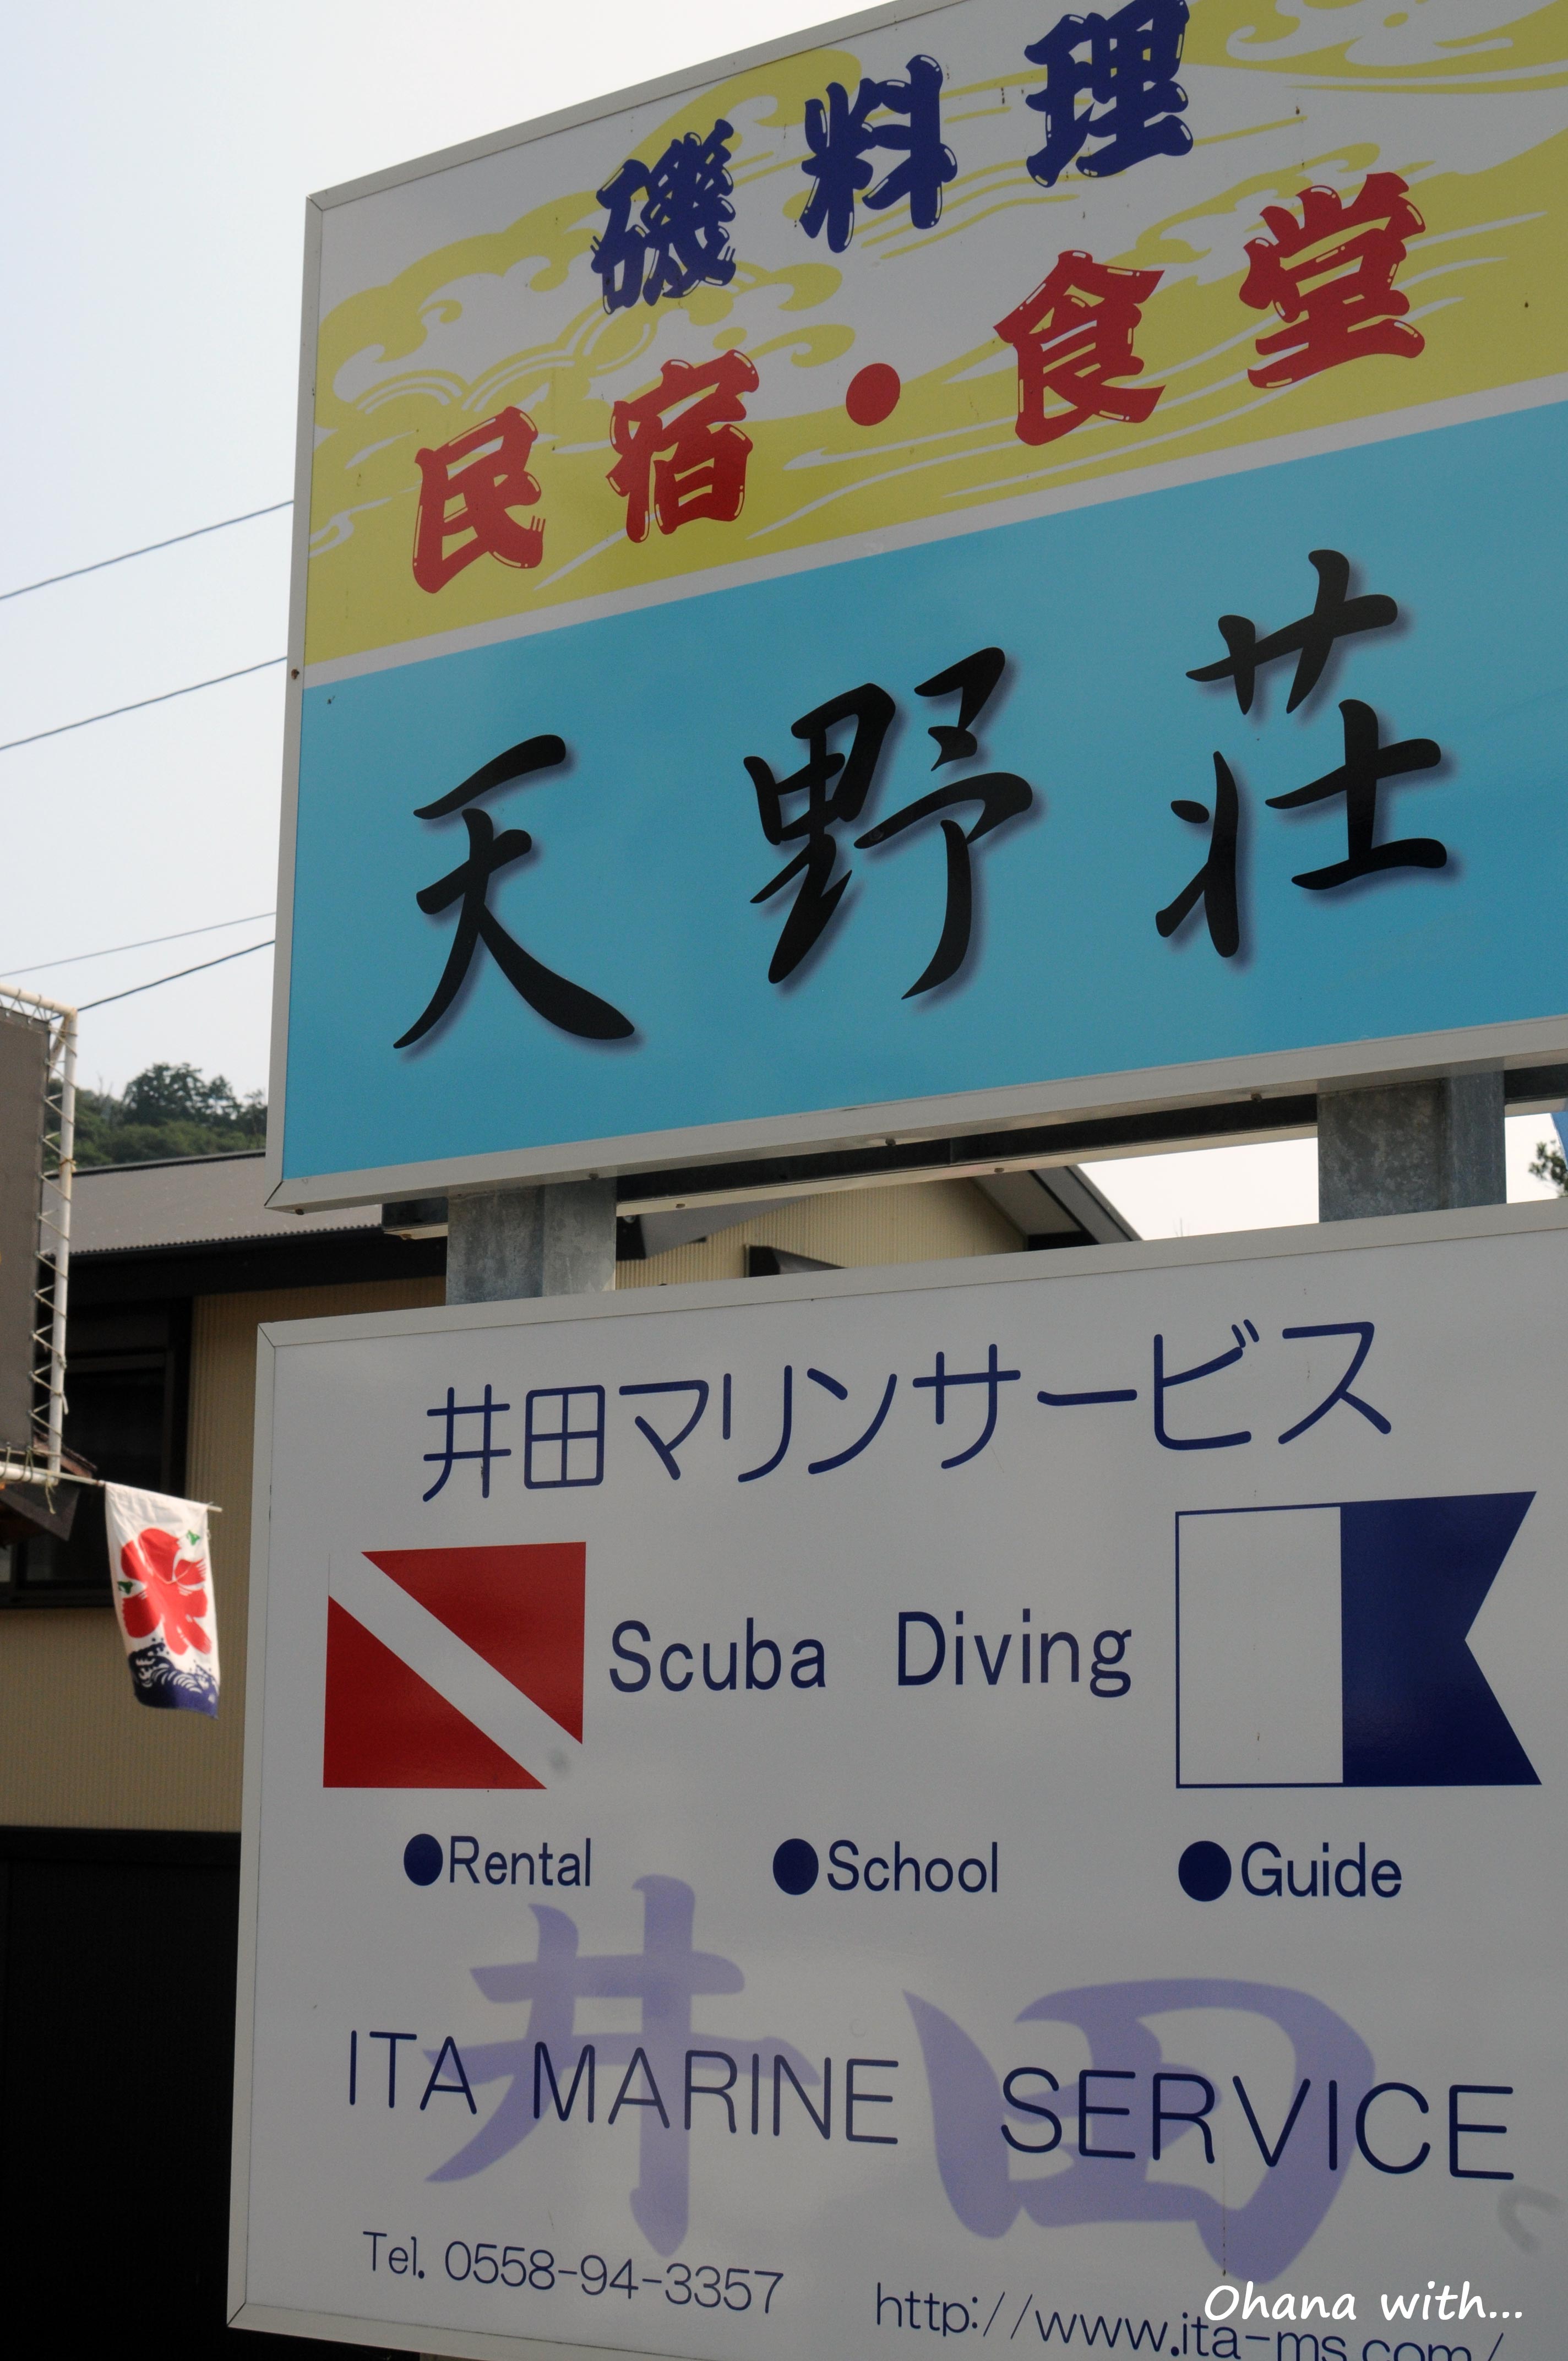 磯料理
民宿・食堂
天野荘
井田マリンサービス
Scuba Diving
●Rental ●School ●Guide
井田
ITA MARINE SERVICE
Tel. 0558-94-3357
http://www.ita-ms.com/
Ohana with...